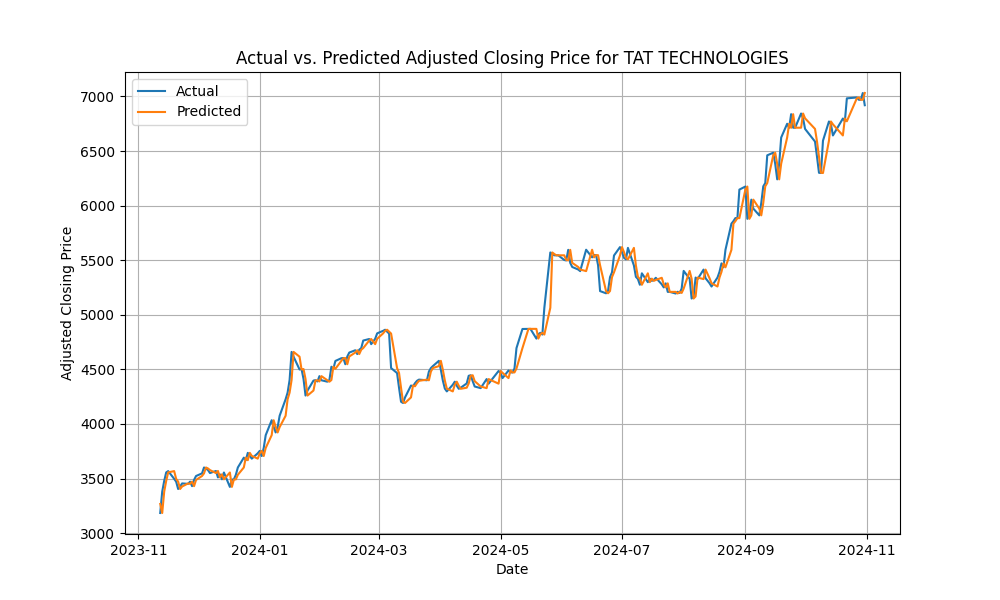 Actual vs. Predicted Adjusted Closing Price for TAT TECHNOLOGIES
Actual
Predicted
7000
6500
6000
5500
5000
4500
4000
3500
3000
Adjusted Closing Price
2023-11 2024-01 2024-03 2024-05 2024-07 2024-09 2024-11
Date